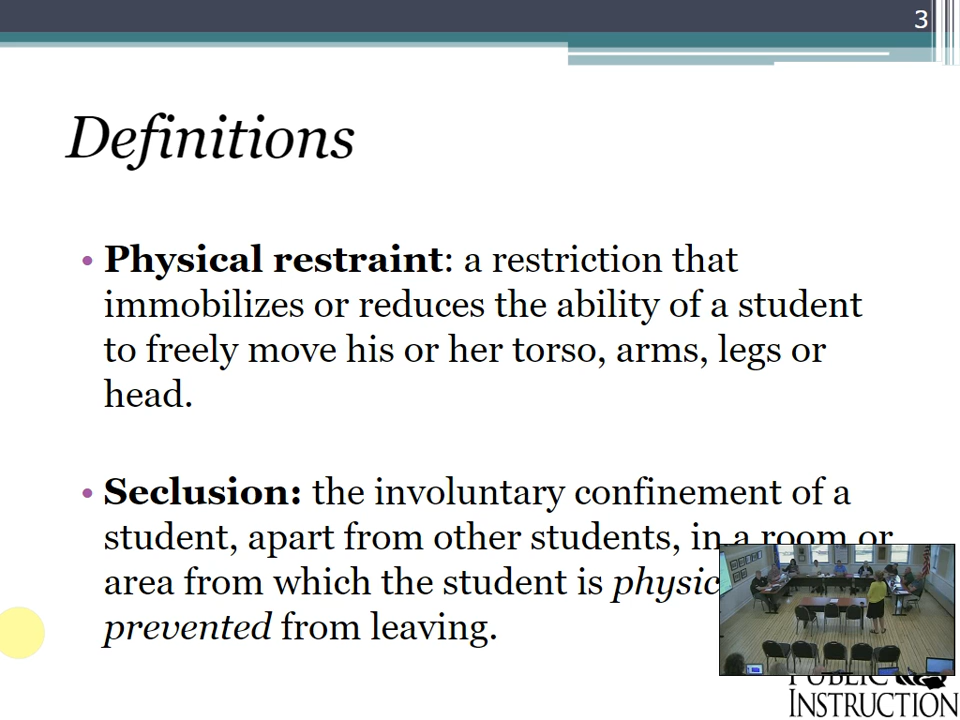 3
Definitions
• Physical restraint: a restriction that
immobilizes or reduces the ability of a student
to freely move his or her torso, arms, legs or
head.
• Seclusion: the involuntary confinement of a
student, apart from other students, in a room or
area from which the student is
prevented from leaving.
PUBLIC
INSTRUCTION